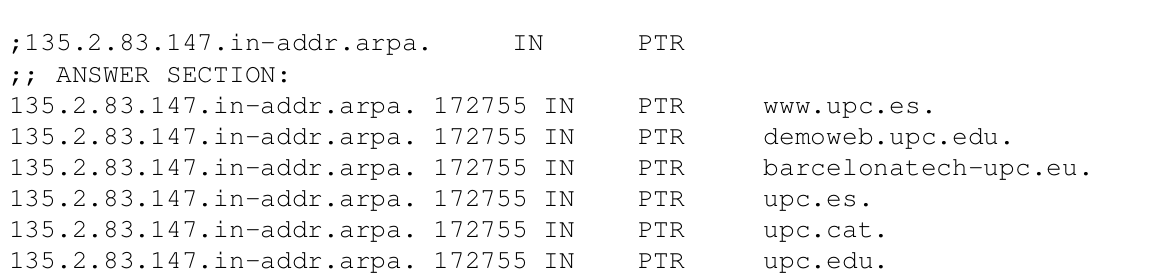 ;135.2.83.147.in-addr.arpa. IN PTR
;; ANSWER SECTION:
135.2.83.147.in-addr.arpa. 172755 IN PTR www.upc.es.
135.2.83.147.in-addr.arpa. 172755 IN PTR demoweb.upc.edu.
135.2.83.147.in-addr.arpa. 172755 IN PTR barcelonatech-upc.eu.
135.2.83.147.in-addr.arpa. 172755 IN PTR upc.es.
135.2.83.147.in-addr.arpa. 172755 IN PTR upc.cat.
135.2.83.147.in-addr.arpa. 172755 IN PTR upc.edu.